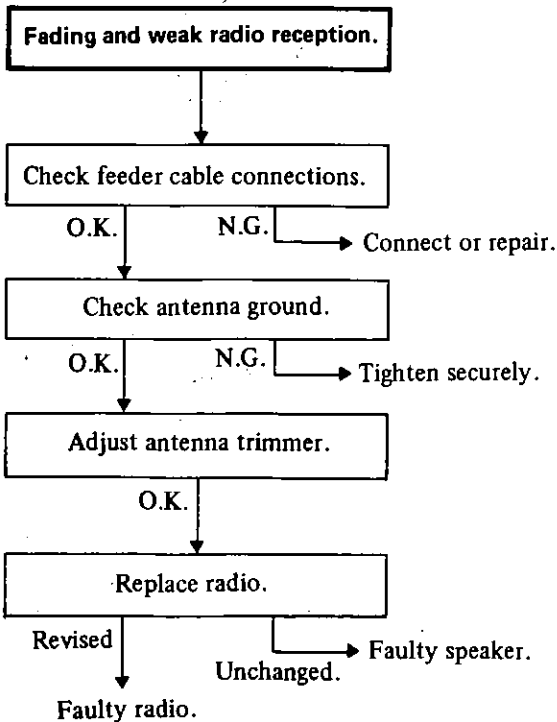 Fading and weak radio reception.
Check feeder cable connections.
O.K.
N.G.
Connect or repair.
Check antenna ground.
O.K.
N.G.
Tighten securely.
Adjust antenna trimmer.
O.K.
Replace radio.
Revised
Unchanged.
Faulty speaker.
Faulty radio.